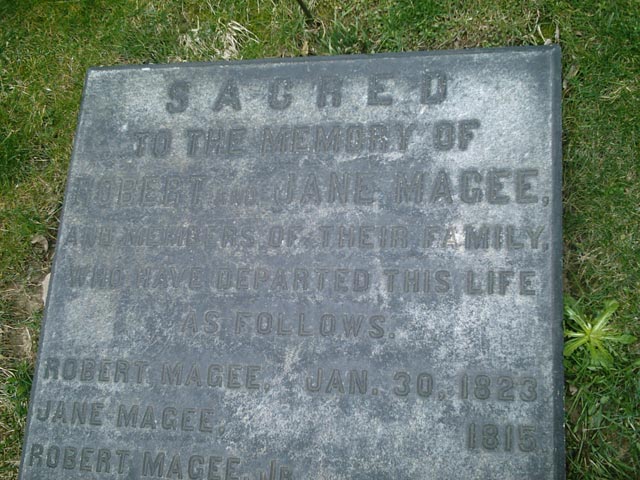 SACRED
TO THE MEMORY OF
ROBERT AND JANE MAGEE,
AND MEMBERS OF THEIR FAMILY,
WHO HAVE DEPARTED THIS LIFE
AS FOLLOWS.
ROBERT MAGEE, JAN. 30, 1823
JANE MAGEE, 1815
ROBERT MAGEE, JR.